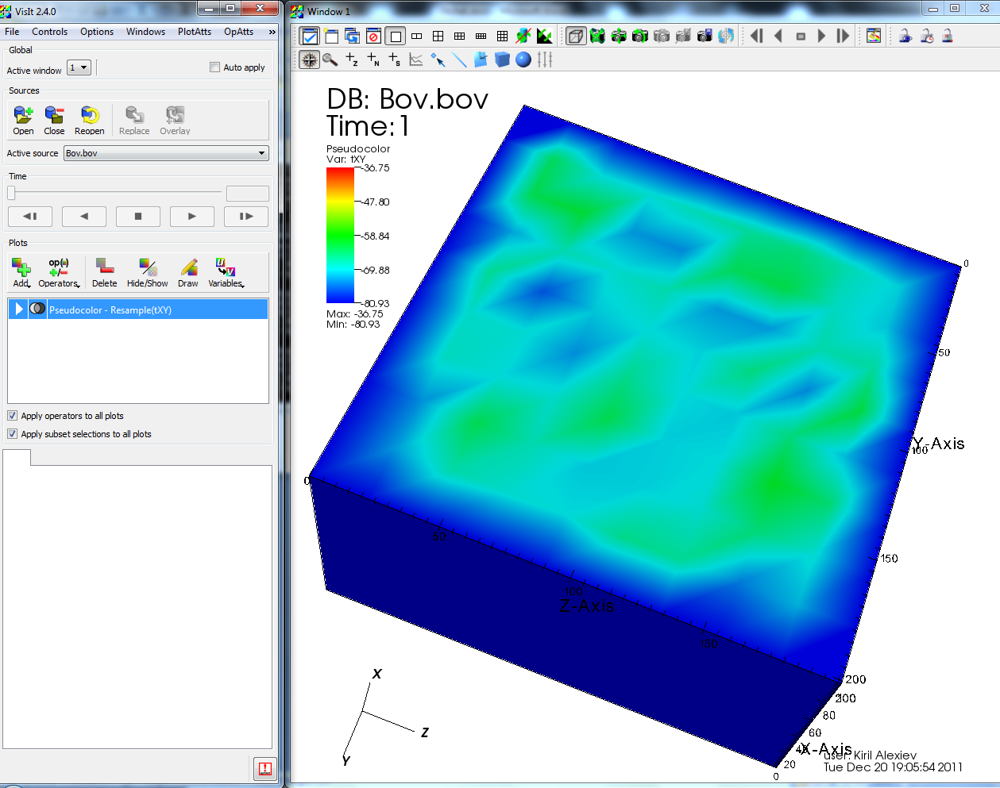 VisIt 2.4.0
File Controls Options Windows PlotAtts OpAtts »
Global
Active window 1 Auto apply
Sources
Open Close Reopen Replace Overlay
Active source Bov.bov
Time
Plots
op(+)
+/-
Add Operators Delete Hide/Show Draw Variables
Pseudocolor - Resample(tXY)
Apply operators to all plots
Apply subset selections to all plots
Window 1
+z +N +s
DB: Bov.bov
Time:1
Pseudocolor
Var: tXY
-36.75
-47.80
-58.84
-69.88
-80.93
Max: -36.75
Min: -80.93
0
50
Y-Axis
100
150
200
0
50
100
Z-Axis
150
200
80
60
X-Axis
20
0
X
Z
Y
user: Kiril Alexiev
Tue Dec 20 19:05:54 2011